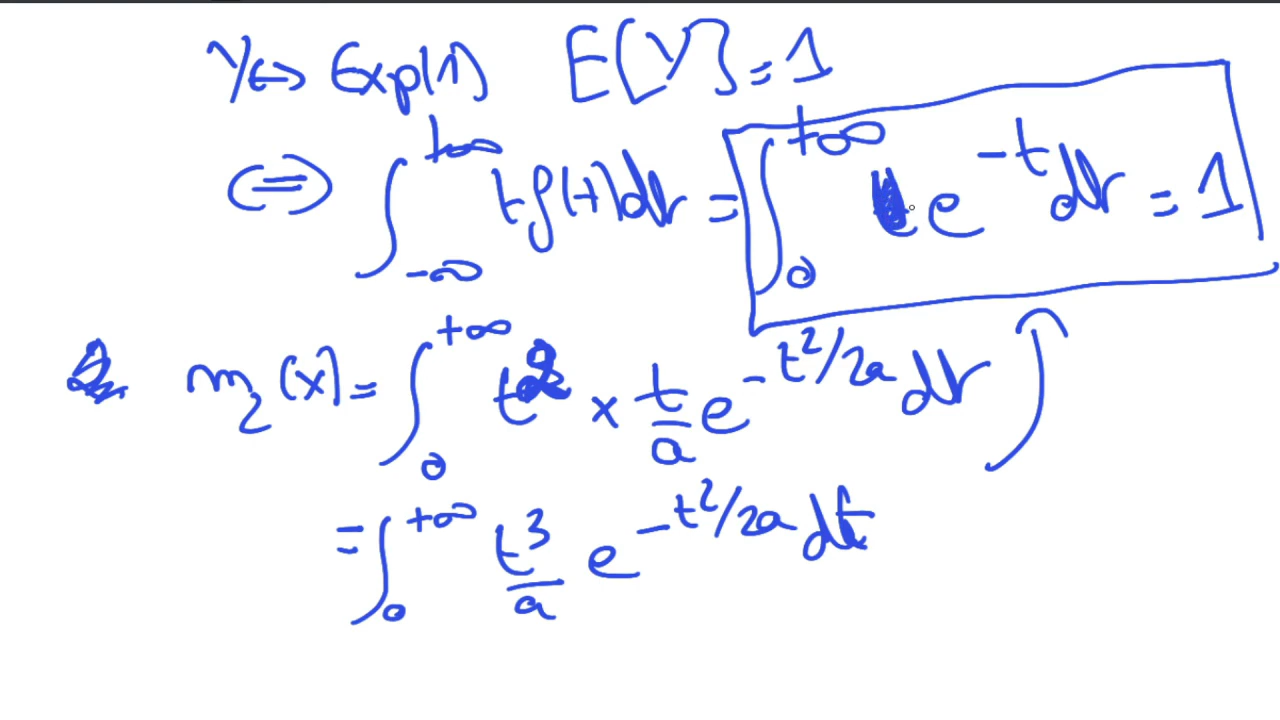 Y ↪ Exp(1) E[Y] = 1
⇔ ∫_{-∞}^{+∞} t f(t) dt = ∫_0^{+∞} t e^{-t} dt = 1
m_2(X) = ∫_0^{+∞} t^2 × t/a e^{-t^2/2a} dt
= ∫_0^{+∞} t^3/a e^{-t^2/2a} dt